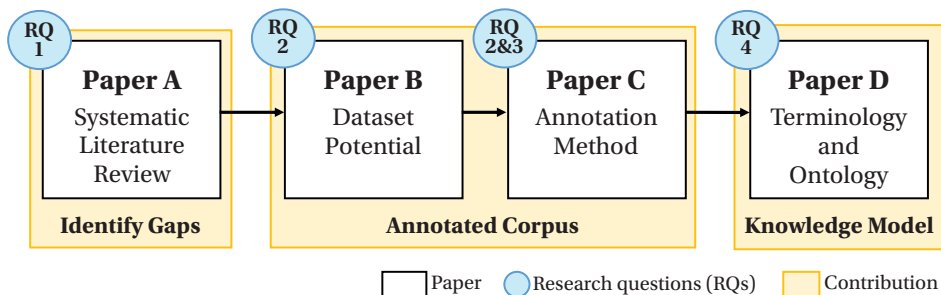 RQ
1
Paper A
Systematic
Literature
Review
Identify Gaps
RQ
2
Paper B
Dataset
Potential
RQ
2&3
Paper C
Annotation
Method
Annotated Corpus
RQ
4
Paper D
Terminology
and
Ontology
Knowledge Model
Paper
Research questions (RQs)
Contribution